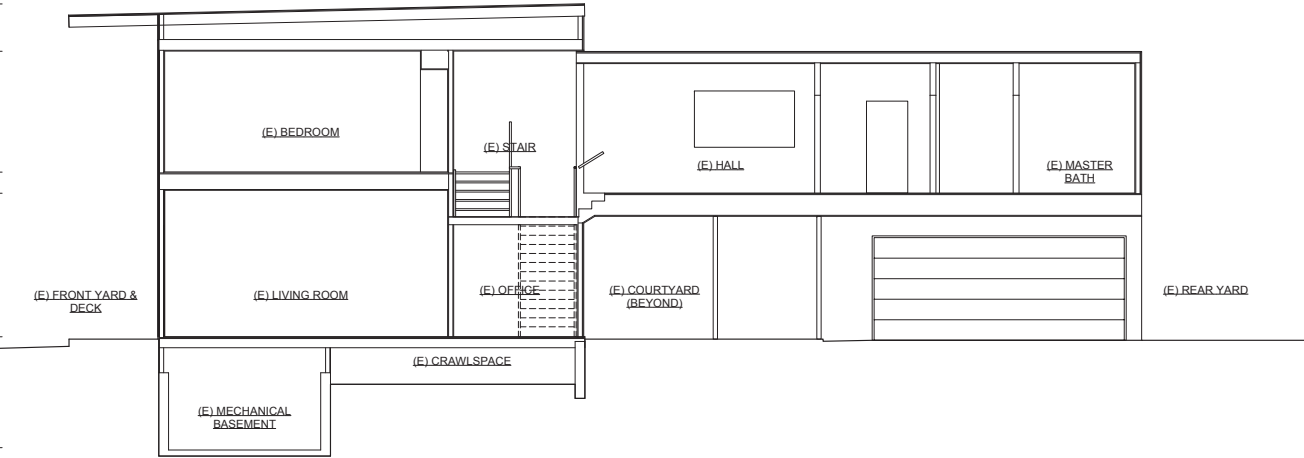 (E) BEDROOM
(E) STAIR
(E) HALL
(E) MASTER
BATH
(E) FRONT YARD &
DECK
(E) LIVING ROOM
(E) OFFICE
(E) COURTYARD
(BEYOND)
(E) REAR YARD
(E) CRAWLSPACE
(E) MECHANICAL
BASEMENT